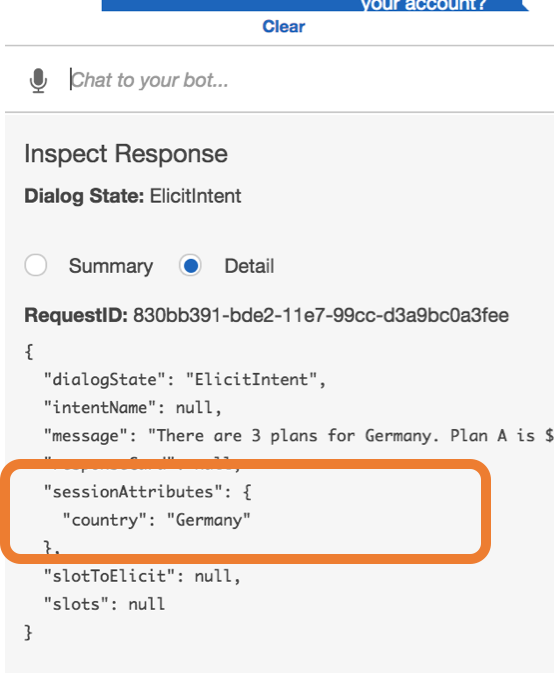 your account?
Clear
Chat to your bot...
Inspect Response
Dialog State: ElicitIntent
Summary Detail
RequestID: 830bb391-bde2-11e7-99cc-d3a9bc0a3fee
{
"dialogState": "ElicitIntent",
"intentName": null,
"message": "There are 3 plans for Germany. Plan A is $
"responseCard": null,
"sessionAttributes": {
"country": "Germany"
},
"slotToElicit": null,
"slots": null
}